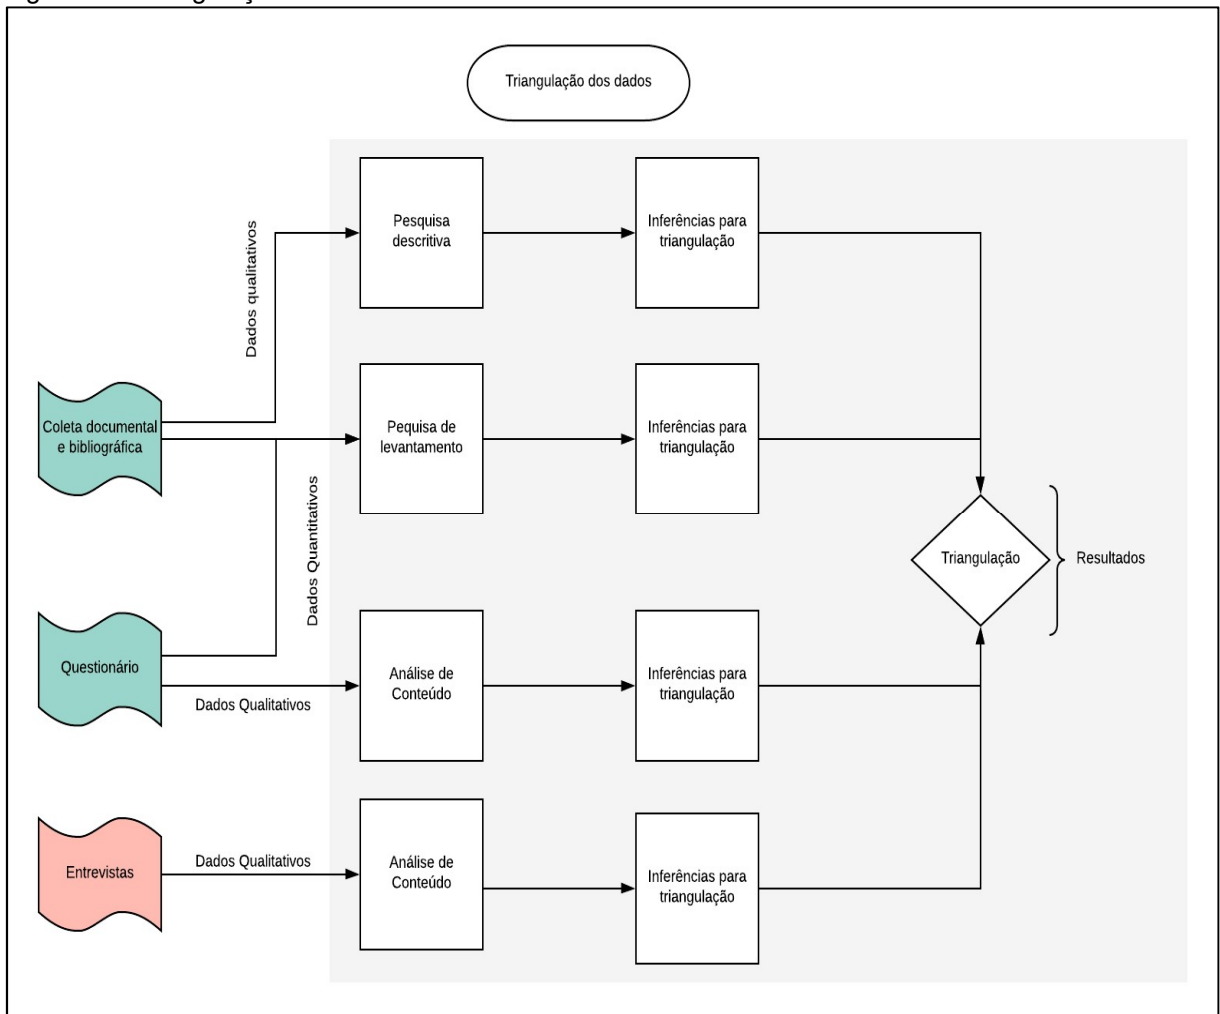 Triangulação dos dados
Dados qualitativos
Pesquisa
descritiva
Inferências para
triangulação
Coleta documental
e bibliográfica
Pequisa de
levantamento
Inferências para
triangulação
Dados Quantitativos
Triangulação
Resultados
Questionário
Dados Qualitativos
Análise de
Conteúdo
Inferências para
triangulação
Entrevistas
Dados Qualitativos
Análise de
Conteúdo
Inferências para
triangulação